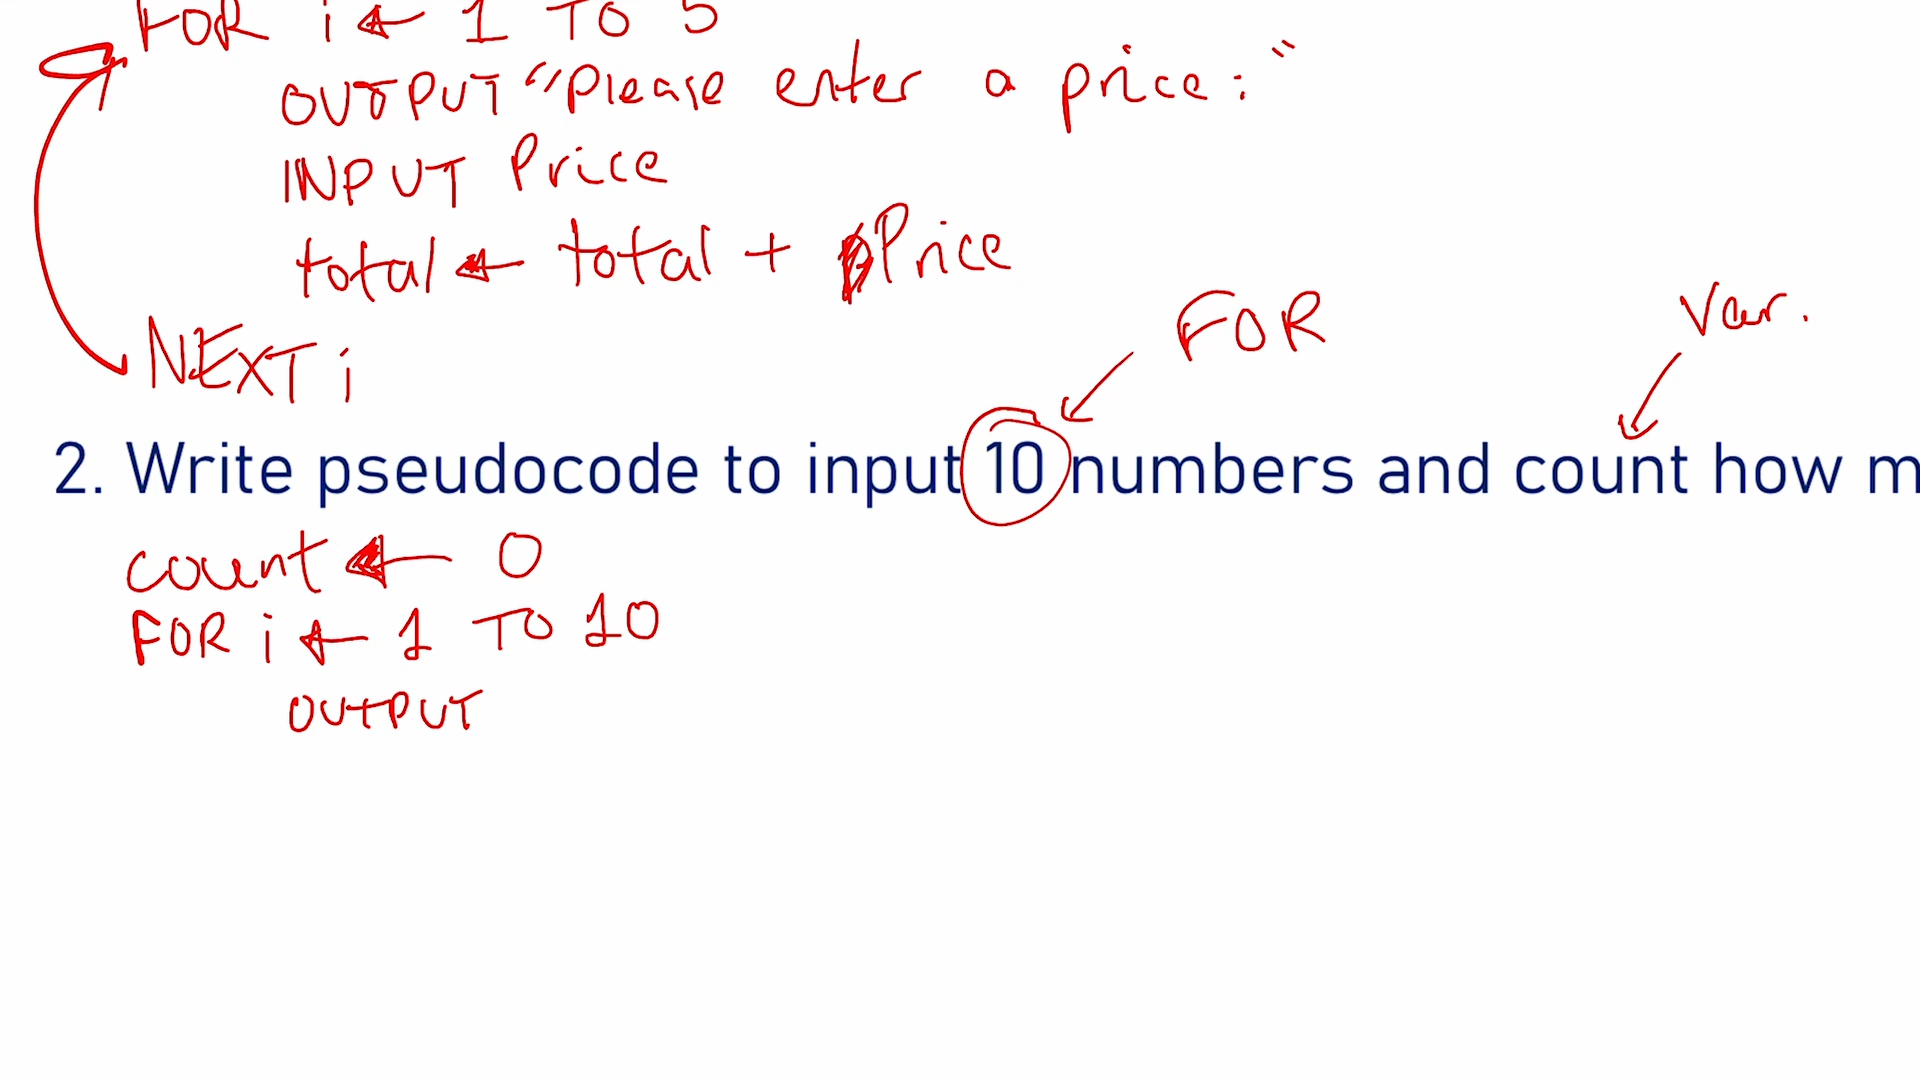 FOR i ← 1 TO 5
OUTPUT "Please enter a price: "
INPUT Price
total ← total + Price
NEXT i
FOR
Var.
2. Write pseudocode to input 10 numbers and count how m
count ← 0
FOR i ← 1 TO 10
OUTPUT